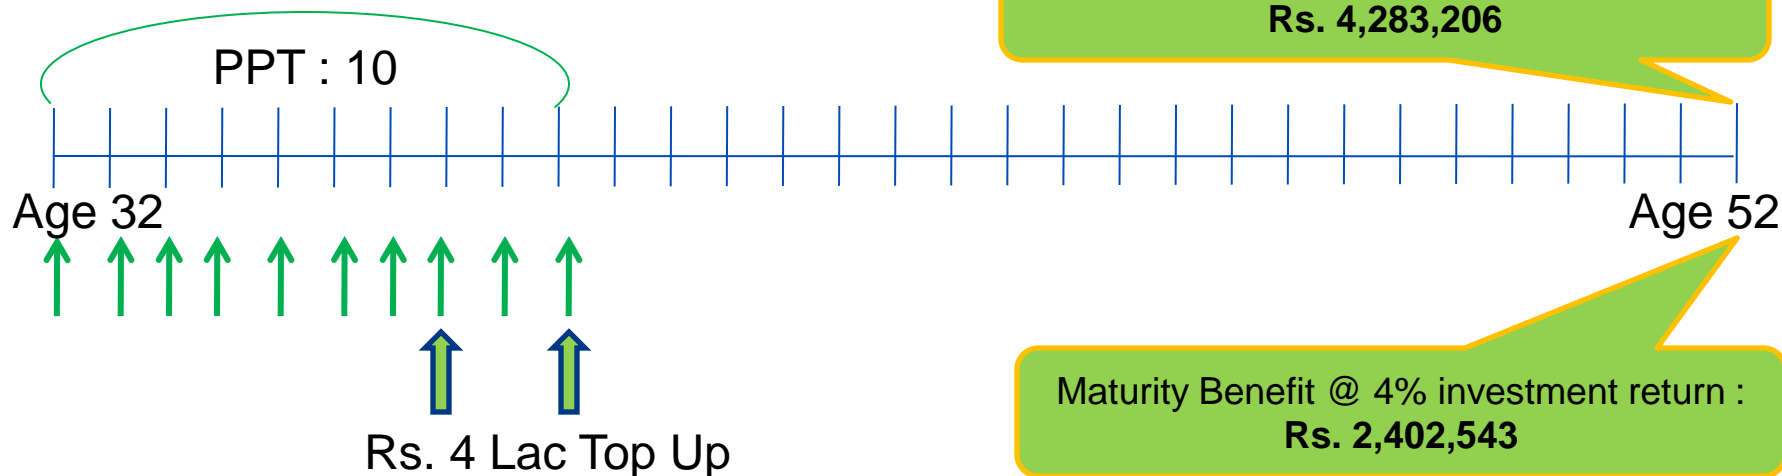 Rs. 4,283,206
PPT : 10
Age 32
Age 52
Maturity Benefit @ 4% investment return :
Rs. 2,402,543
Rs. 4 Lac Top Up